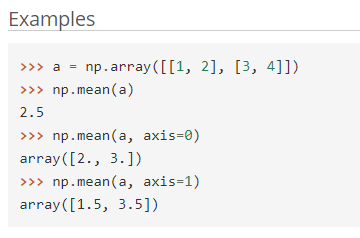 Examples
>>> a = np.array([[1, 2], [3, 4]])
>>> np.mean(a)
2.5
>>> np.mean(a, axis=0)
array([2., 3.])
>>> np.mean(a, axis=1)
array([1.5, 3.5])